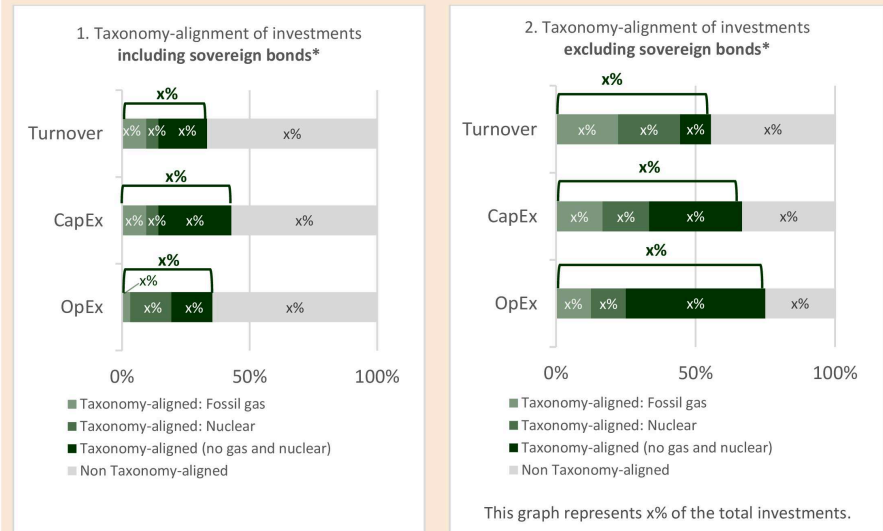 1. Taxonomy-alignment of investments
including sovereign bonds*
x%
Turnover
x% x% x% x%
x%
CapEx
x% x% x% x%
x%
x%
OpEx
x% x% x%
0% 50% 100%
Taxonomy-aligned: Fossil gas
Taxonomy-aligned: Nuclear
Taxonomy-aligned (no gas and nuclear)
Non Taxonomy-aligned
2. Taxonomy-alignment of investments
excluding sovereign bonds*
x%
Turnover
x% x% x% x%
x%
CapEx
x% x% x% x%
x%
OpEx
x% x% x% x%
0% 50% 100%
Taxonomy-aligned: Fossil gas
Taxonomy-aligned: Nuclear
Taxonomy-aligned (no gas and nuclear)
Non Taxonomy-aligned
This graph represents x% of the total investments.